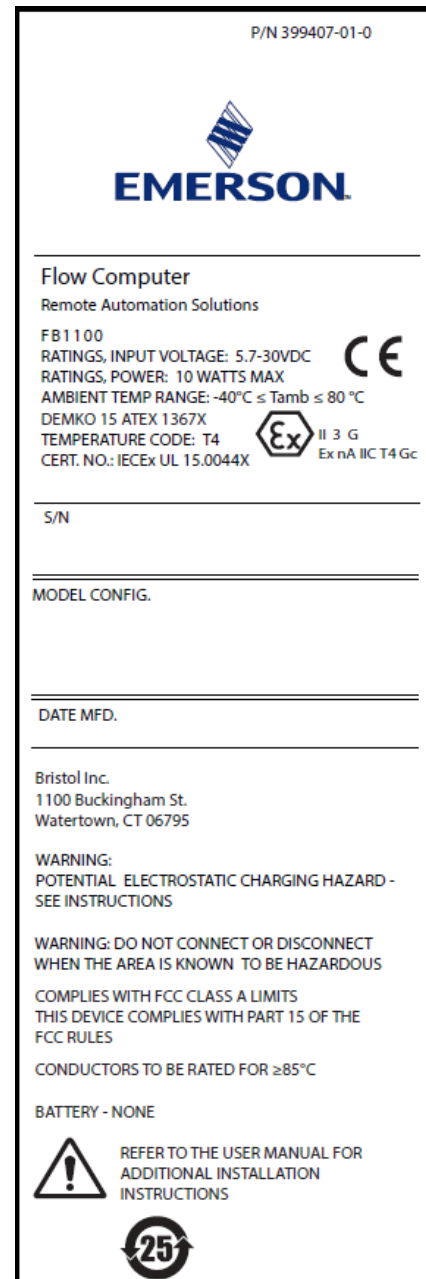 P/N 399407-01-0
EMERSON™
Flow Computer
Remote Automation Solutions
FB1100
RATINGS, INPUT VOLTAGE: 5.7-30VDC
CE
RATINGS, POWER: 10 WATTS MAX
AMBIENT TEMP RANGE: -40°C ≤ Tamb ≤ 80 °C
DEMKO 15 ATEX 1367X
TEMPERATURE CODE: T4
CERT. NO.: IECEx UL 15.0044X
Ex
II 3 G
Ex nA IIC T4 Gc
S/N
MODEL CONFIG.
DATE MFD.
Bristol Inc.
1100 Buckingham St.
Watertown, CT 06795
WARNING:
POTENTIAL ELECTROSTATIC CHARGING HAZARD -
SEE INSTRUCTIONS
WARNING: DO NOT CONNECT OR DISCONNECT
WHEN THE AREA IS KNOWN TO BE HAZARDOUS
COMPLIES WITH FCC CLASS A LIMITS
THIS DEVICE COMPLIES WITH PART 15 OF THE
FCC RULES
CONDUCTORS TO BE RATED FOR ≥85°C
BATTERY - NONE
REFER TO THE USER MANUAL FOR
ADDITIONAL INSTALLATION
INSTRUCTIONS
25